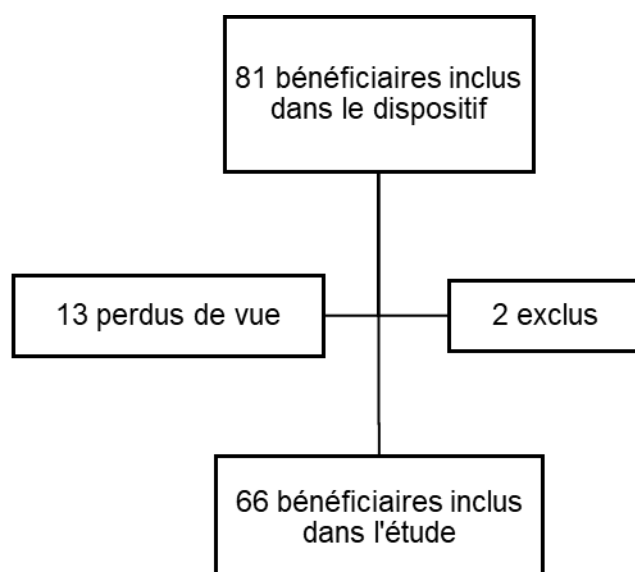 81 bénéficiaires inclus
dans le dispositif
13 perdus de vue
2 exclus
66 bénéficiaires inclus
dans l'étude